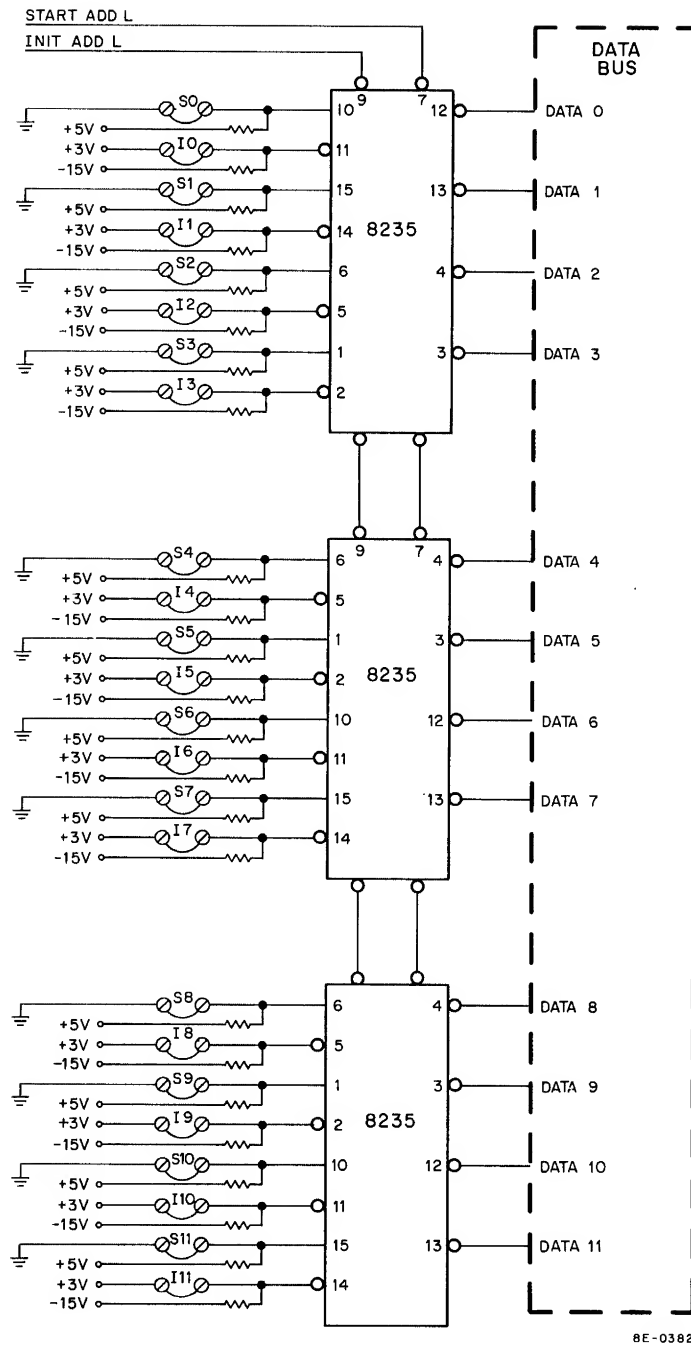 START ADD L
INIT ADD L
DATA
BUS
9 7
S0 10 12 DATA 0
+5V
+3V I0 11
-15V
S1 15 13 DATA 1
+5V
+3V I1 14 8235
-15V
S2 6 4 DATA 2
+5V
+3V I2 5
-15V
S3 1 3 DATA 3
+5V
+3V I3 2
-15V
9 7
S4 6 4 DATA 4
+5V
+3V I4 5
-15V
S5 1 3 DATA 5
+5V
+3V I5 2 8235
-15V
S6 10 12 DATA 6
+5V
+3V I6 11
-15V
S7 15 13 DATA 7
+5V
+3V I7 14
-15V
S8 6 4 DATA 8
+5V
+3V I8 5
-15V
S9 1 3 DATA 9
+5V
+3V I9 2 8235
-15V
S10 10 12 DATA 10
+5V
+3V I10 11
-15V
S11 15 13 DATA 11
+5V
+3V I11 14
-15V
8E-0382